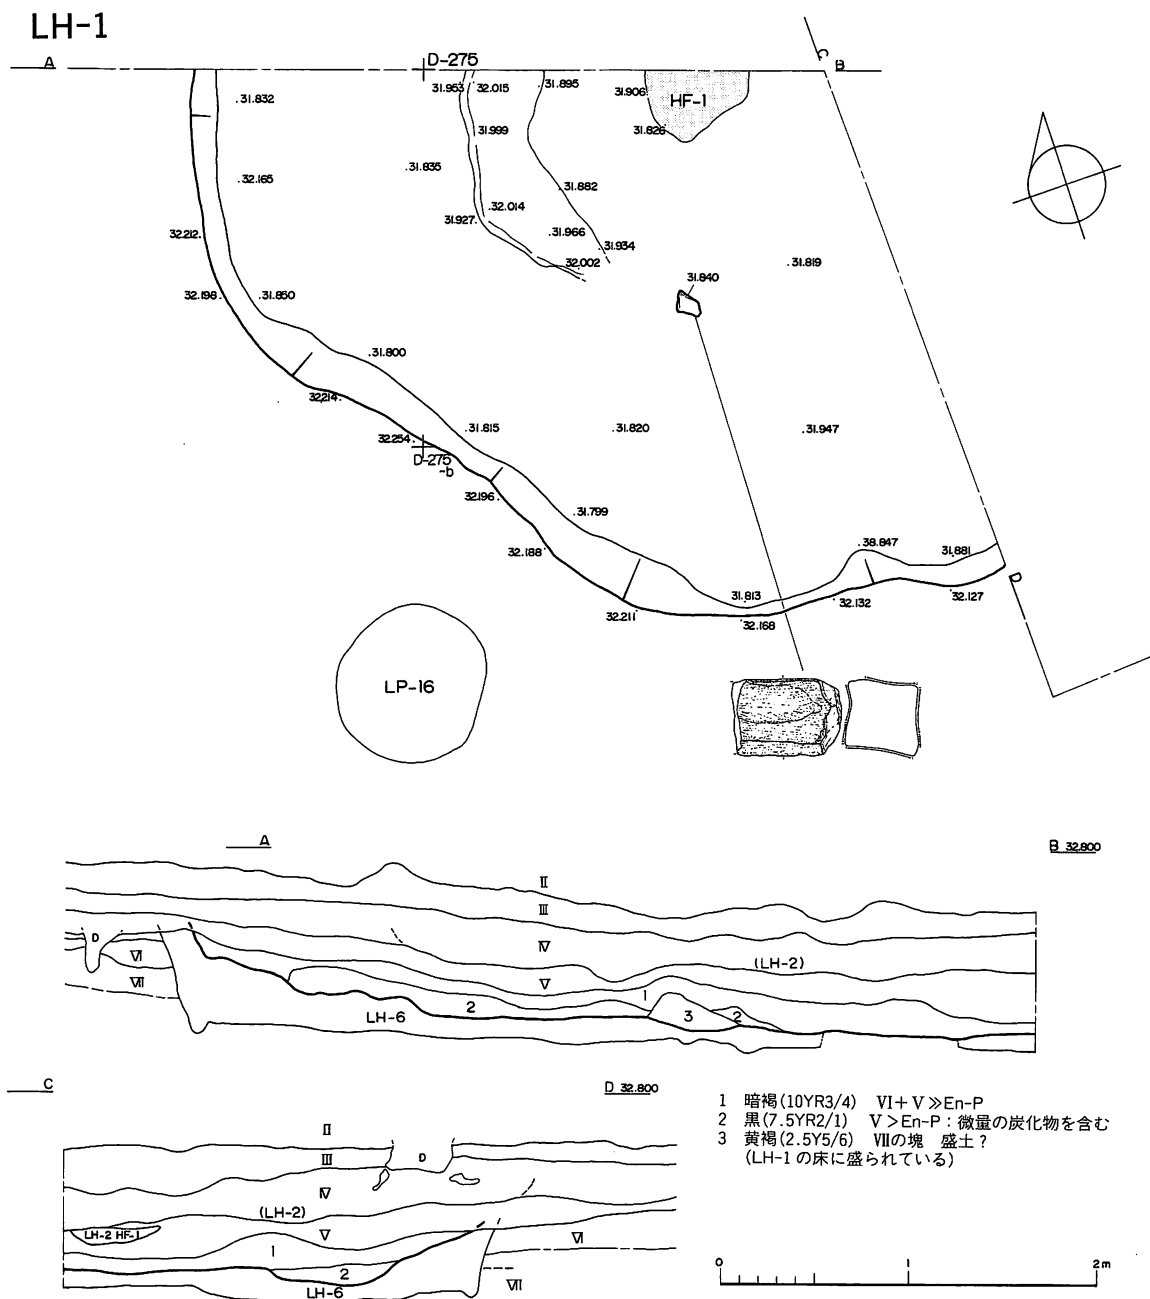 LH-1
A D-275 C B
31.832 31.953 32.015 31.895 31.906 HF-1
31.999 31.826
32.165 31.835 31.882
32.212 31.927 32.014 31.966 31.934
32.002 31.819
32.198 31.850 31.840
31.800
32.214
32.254 31.815 31.820 31.947
D-275
-b
32.196
31.799
32.188 38.847 31.881
D
31.813 32.132 32.127
32.211 32.168
LP-16
A B 32.800
II
III
D IV
VI (LH-2)
VII V
1
LH-6 2 3 2
C D 32.800
II
III D
IV
(LH-2)
LH-2 HF-1 V VI
1
2
LH-6 VII
1 暗褐(10YR3/4) VI+V≫En-P
2 黒(7.5YR2/1) V>En-P:微量の炭化物を含む
3 黄褐(2.5Y5/6) VIIの塊 盛土?
(LH-1の床に盛られている)
0 1 2m